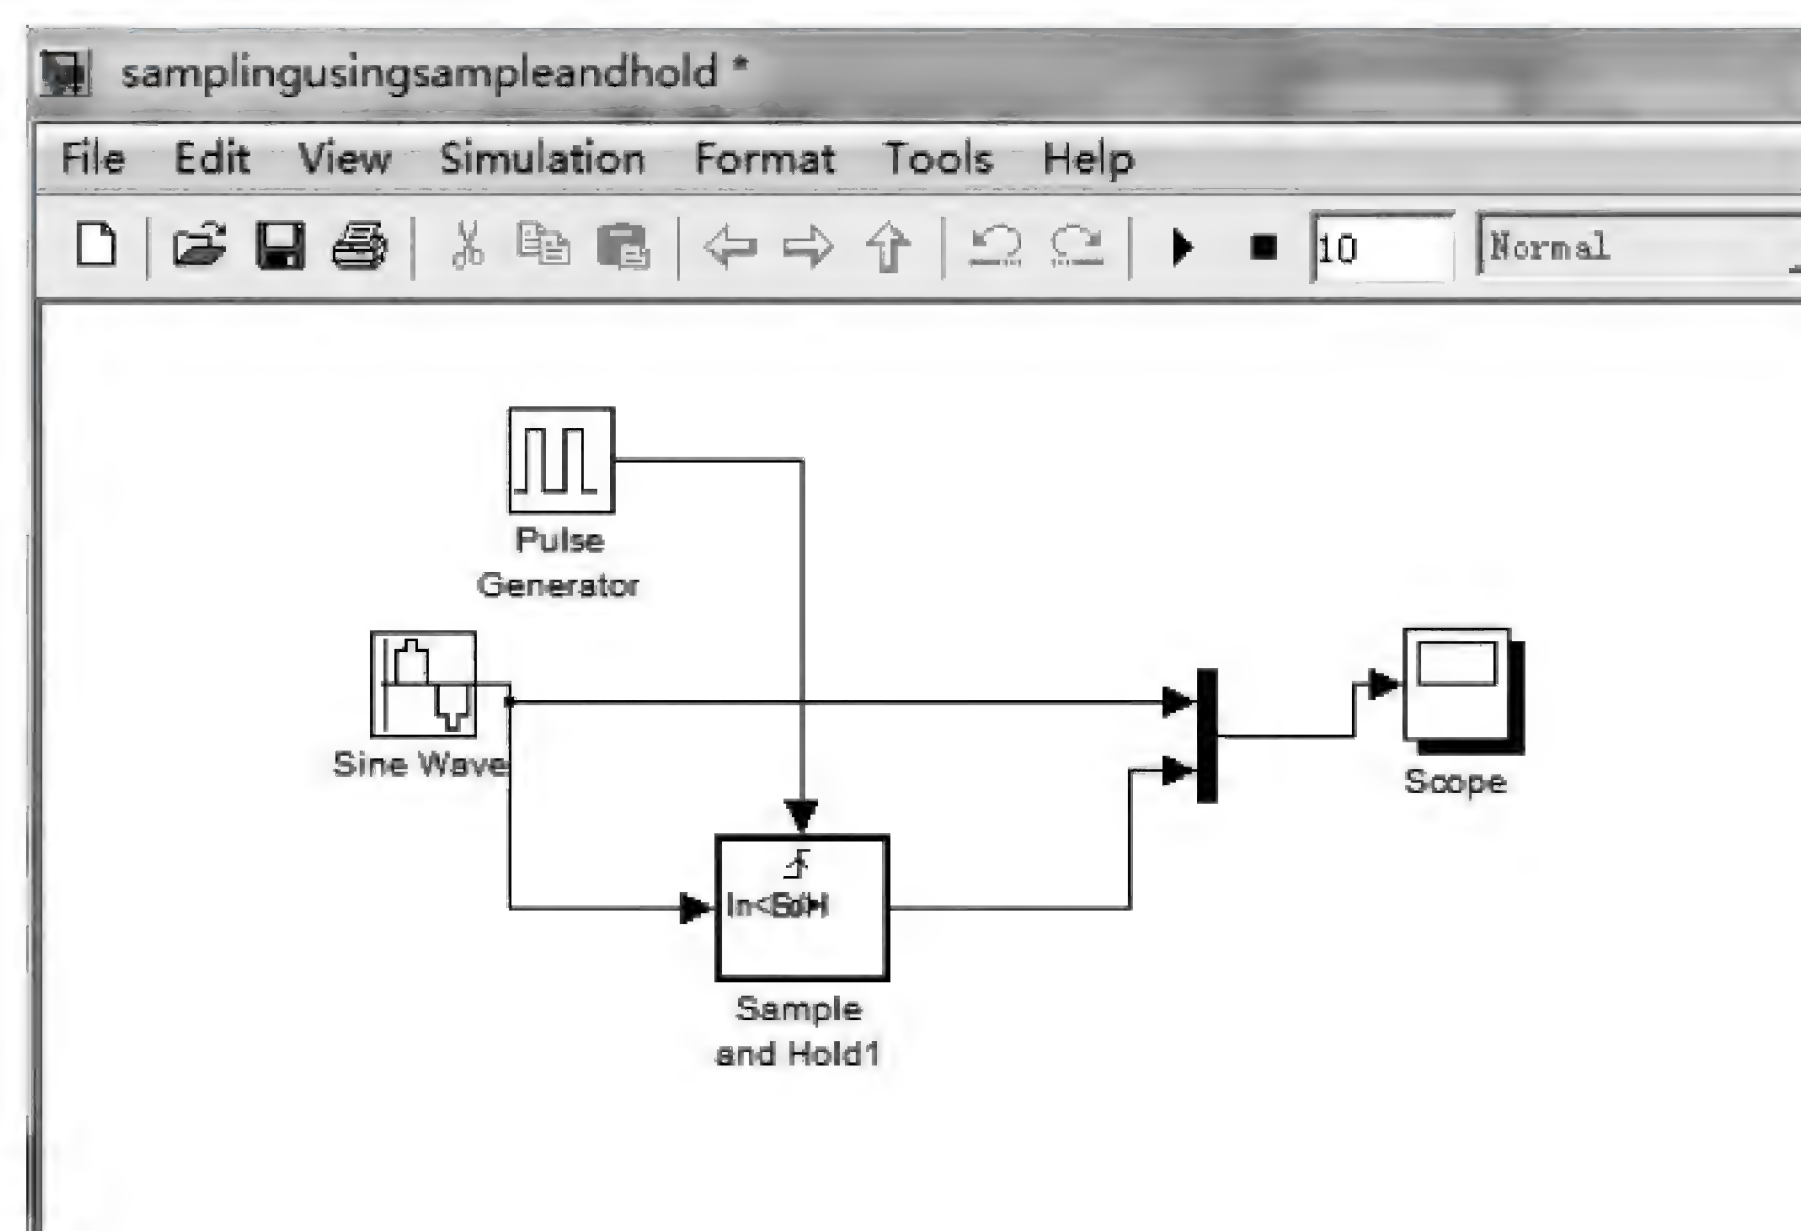 samplingusingsampleandhold *
File Edit View Simulation Format Tools Help
10 Normal
Pulse
Generator
Sine Wave
Scope
Sample
and Hold1